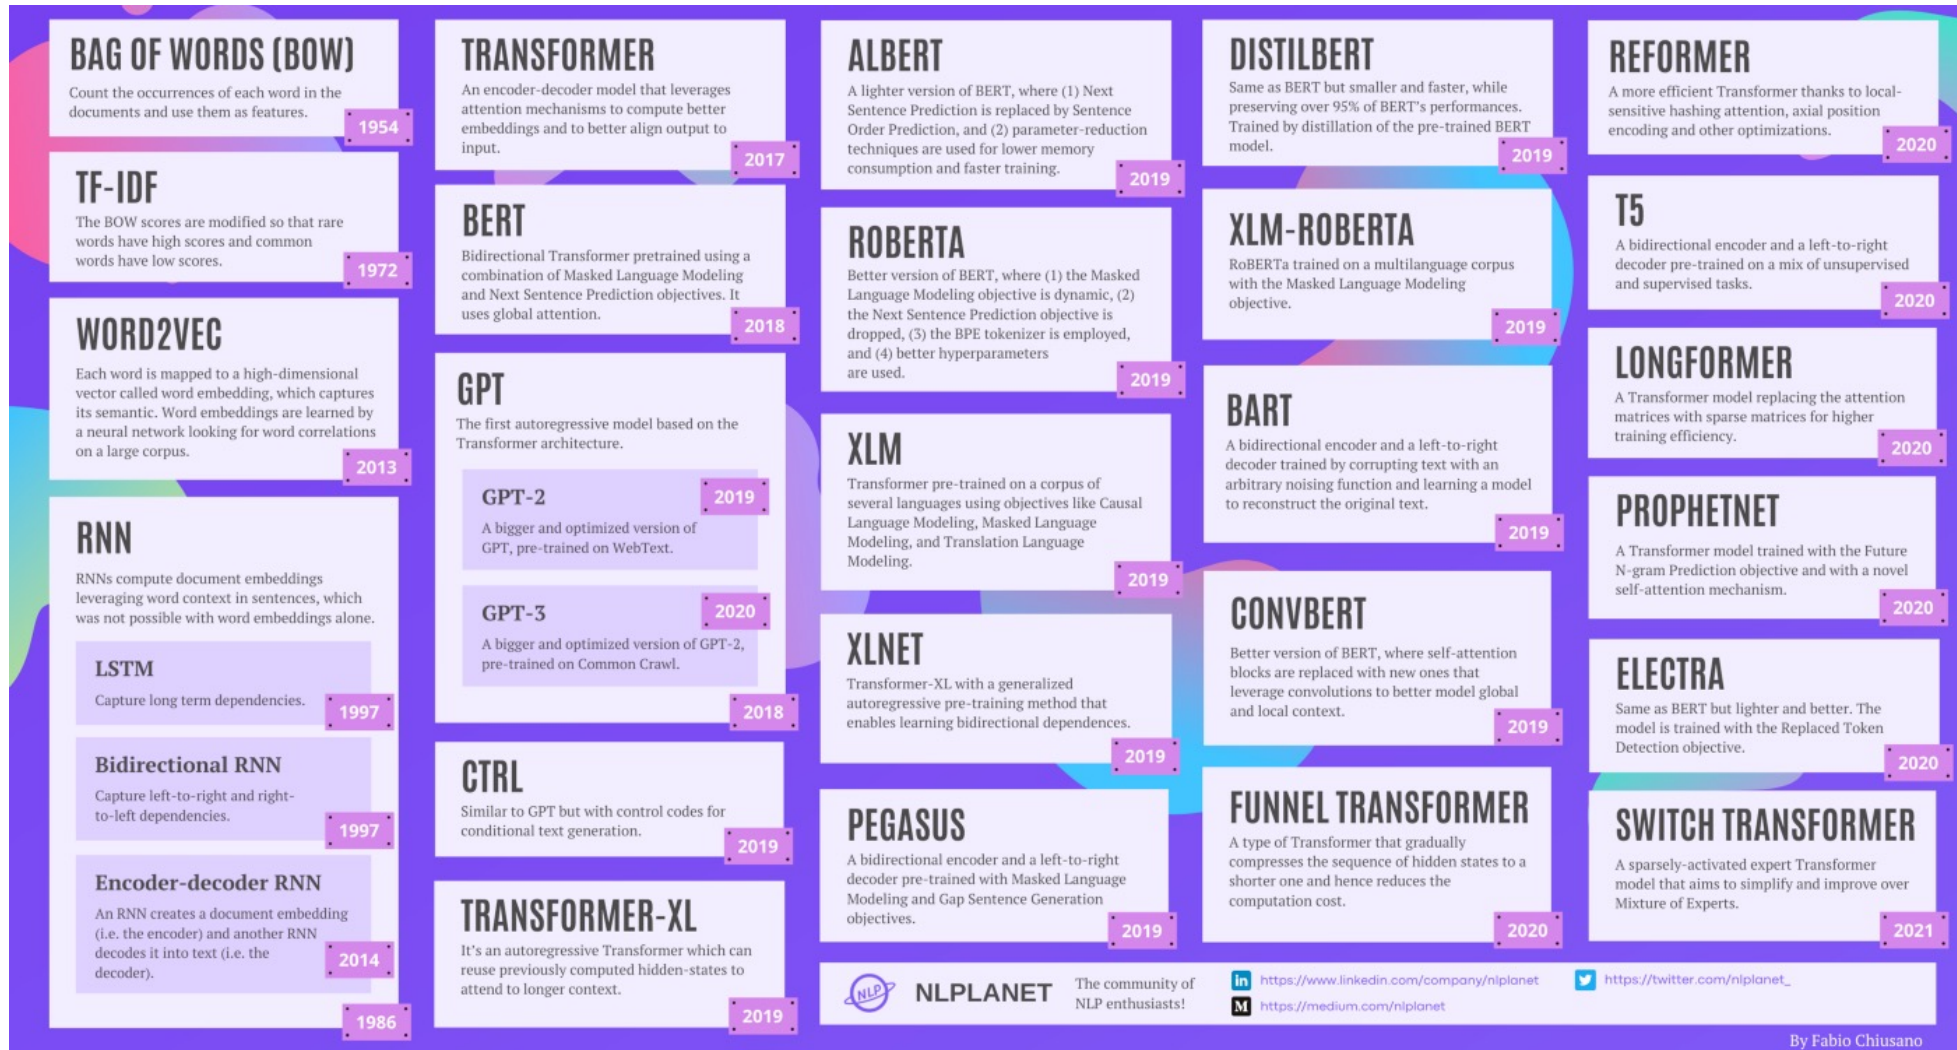 BAG OF WORDS (BOW)
Count the occurrences of each word in the
documents and use them as features.
1954
TF-IDF
The BOW scores are modified so that rare
words have high scores and common
words have low scores.
1972
WORD2VEC
Each word is mapped to a high-dimensional
vector called word embedding, which captures
its semantic. Word embeddings are learned by
a neural network looking for word correlations
on a large corpus.
2013
RNN
RNNs compute document embeddings
leveraging word context in sentences, which
was not possible with word embeddings alone.
LSTM
Capture long term dependencies.
1997
Bidirectional RNN
Capture left-to-right and right-
to-left dependencies.
1997
Encoder-decoder RNN
An RNN creates a document embedding
(i.e. the encoder) and another RNN
decodes it into text (i.e. the
decoder).
2014
1986
TRANSFORMER
An encoder-decoder model that leverages
attention mechanisms to compute better
embeddings and to better align output to
input.
2017
BERT
Bidirectional Transformer pretrained using a
combination of Masked Language Modeling
and Next Sentence Prediction objectives. It
uses global attention.
2018
GPT
The first autoregressive model based on the
Transformer architecture.
GPT-2
2019
A bigger and optimized version of
GPT, pre-trained on WebText.
GPT-3
2020
A bigger and optimized version of GPT-2,
pre-trained on Common Crawl.
2018
CTRL
Similar to GPT but with control codes for
conditional text generation.
2019
TRANSFORMER-XL
It's an autoregressive Transformer which can
reuse previously computed hidden-states to
attend to longer context.
2019
ALBERT
A lighter version of BERT, where (1) Next
Sentence Prediction is replaced by Sentence
Order Prediction, and (2) parameter-reduction
techniques are used for lower memory
consumption and faster training.
2019
ROBERTA
Better version of BERT, where (1) the Masked
Language Modeling objective is dynamic, (2)
the Next Sentence Prediction objective is
dropped, (3) the BPE tokenizer is employed,
and (4) better hyperparameters
are used.
2019
XLM
Transformer pre-trained on a corpus of
several languages using objectives like Causal
Language Modeling, Masked Language
Modeling, and Translation Language
Modeling.
2019
XLNET
Transformer-XL with a generalized
autoregressive pre-training method that
enables learning bidirectional dependences.
2019
PEGASUS
A bidirectional encoder and a left-to-right
decoder pre-trained with Masked Language
Modeling and Gap Sentence Generation
objectives.
2019
DISTILBERT
Same as BERT but smaller and faster, while
preserving over 95% of BERT's performances.
Trained by distillation of the pre-trained BERT
model.
2019
XLM-ROBERTA
RoBERTa trained on a multilanguage corpus
with the Masked Language Modeling
objective.
2019
BART
A bidirectional encoder and a left-to-right
decoder trained by corrupting text with an
arbitrary noising function and learning a model
to reconstruct the original text.
2019
CONVBERT
Better version of BERT, where self-attention
blocks are replaced with new ones that
leverage convolutions to better model global
and local context.
2019
FUNNEL TRANSFORMER
A type of Transformer that gradually
compresses the sequence of hidden states to a
shorter one and hence reduces the
computation cost.
2020
REFORMER
A more efficient Transformer thanks to local-
sensitive hashing attention, axial position
encoding and other optimizations.
2020
T5
A bidirectional encoder and a left-to-right
decoder pre-trained on a mix of unsupervised
and supervised tasks.
2020
LONGFORMER
A Transformer model replacing the attention
matrices with sparse matrices for higher
training efficiency.
2020
PROPHETNET
A Transformer model trained with the Future
N-gram Prediction objective and with a novel
self-attention mechanism.
2020
ELECTRA
Same as BERT but lighter and better. The
model is trained with the Replaced Token
Detection objective.
2020
SWITCH TRANSFORMER
A sparsely-activated expert Transformer
model that aims to simplify and improve over
Mixture of Experts.
2021
NLP
NLPLANET
The community of
NLP enthusiasts!
in https://www.linkedin.com/company/nlplanet
M https://medium.com/nlplanet
https://twitter.com/nlplanet_
By Fabio Chiusano